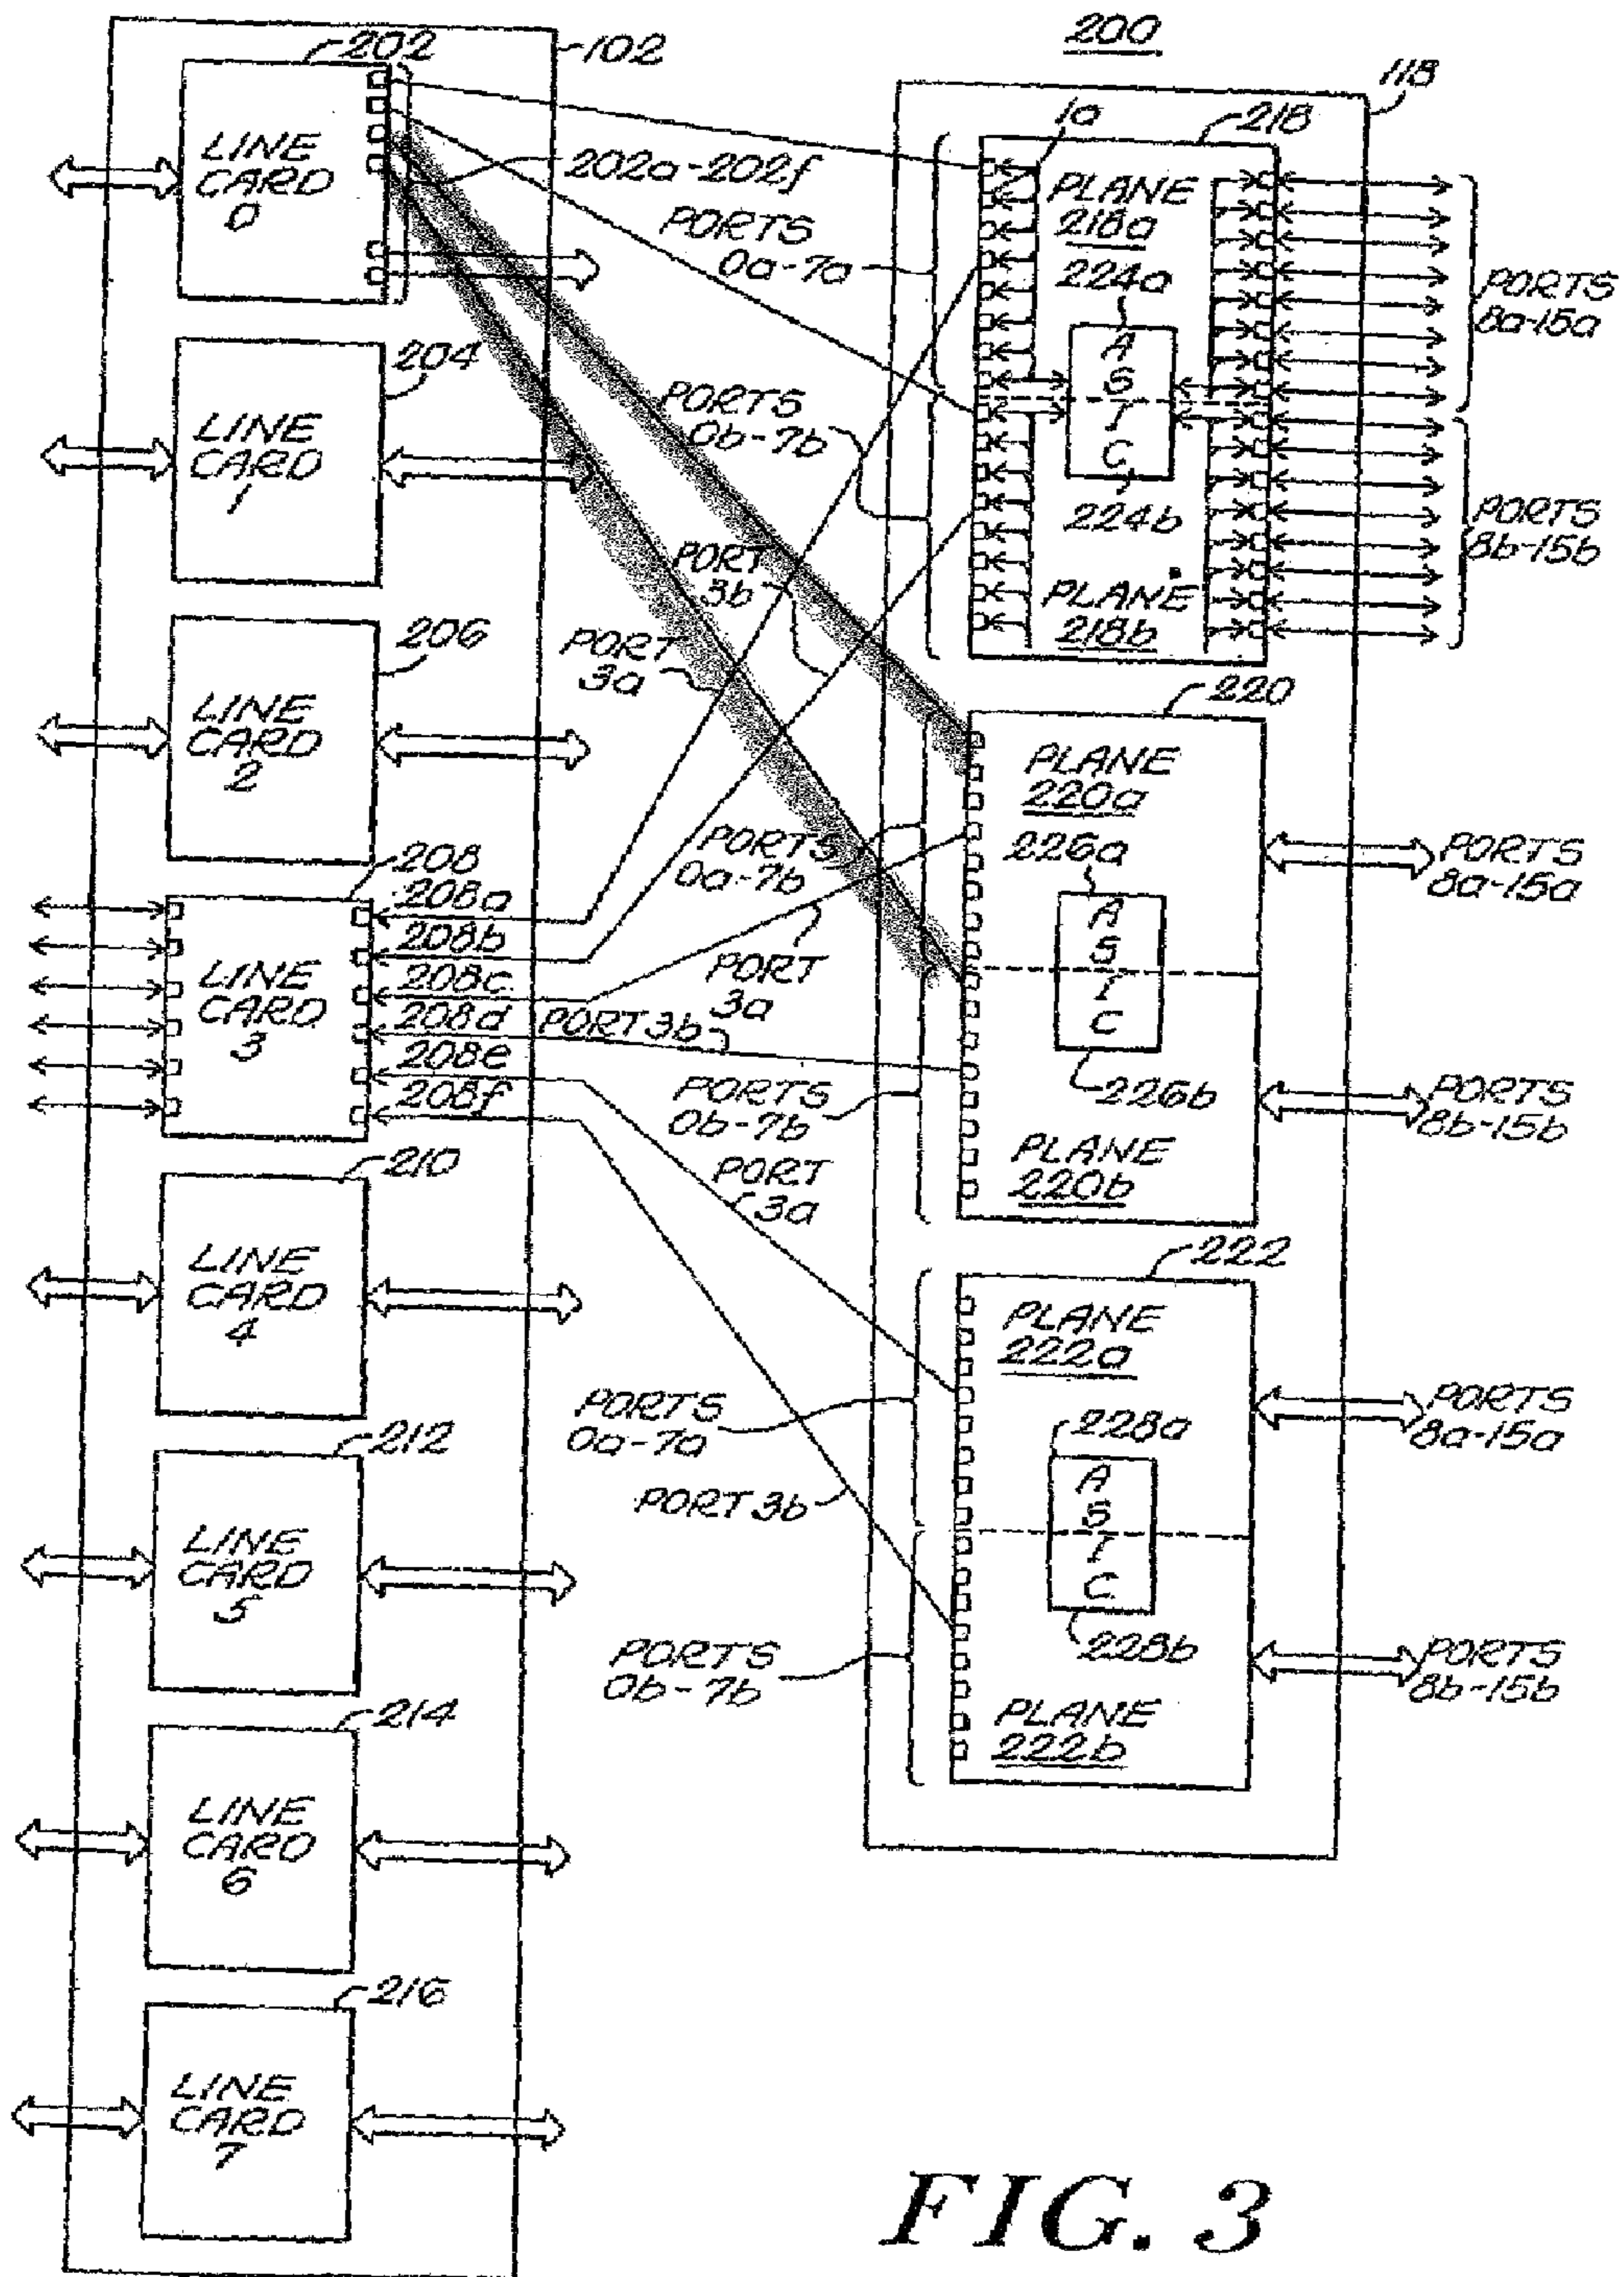 200
202
102
118
LINE
CARD
0
202a-202f
1a
218
PLANE
218a
224a
A
S
I
C
224b
PLANE
218b
PORTS
0a-7a
PORTS
8a-15a
PORTS
0b-7b
PORTS
8b-15b
204
LINE
CARD
1
PORT
3b
PORT
3a
206
LINE
CARD
2
220
PLANE
220a
226a
A
S
I
C
226b
PLANE
220b
PORTS
0a-7b
PORTS
8a-15a
PORT
3a
PORT 3b
PORTS
0b-7b
PORTS
8b-15b
208
208a
208b
208c
208d
208e
208f
LINE
CARD
3
PORT
3a
210
LINE
CARD
4
222
PLANE
222a
228a
A
S
I
C
228b
PLANE
222b
PORTS
0a-7a
PORTS
8a-15a
PORT 3b
PORTS
0b-7b
PORTS
8b-15b
212
LINE
CARD
5
214
LINE
CARD
6
216
LINE
CARD
7
FIG. 3